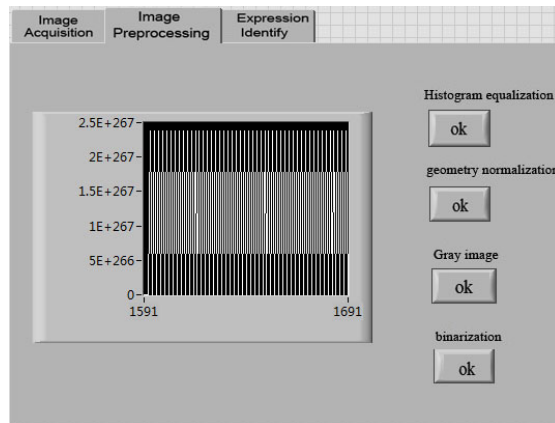 Image
Acquisition
Image
Preprocessing
Expression
Identify
2.5E+267
2E+267
1.5E+267
1E+267
5E+266
0
1591
1691
Histogram equalization
ok
geometry normalization
ok
Gray image
ok
binarization
ok